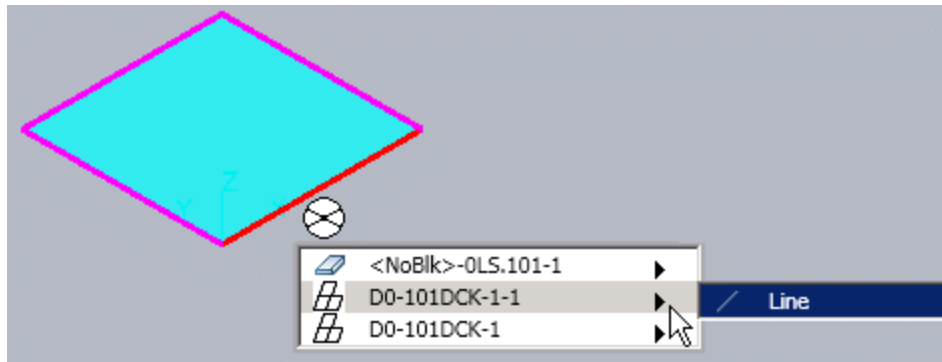 Z
Y X
<NoBlk>-0LS.101-1
D0-101DCK-1-1
Line
D0-101DCK-1